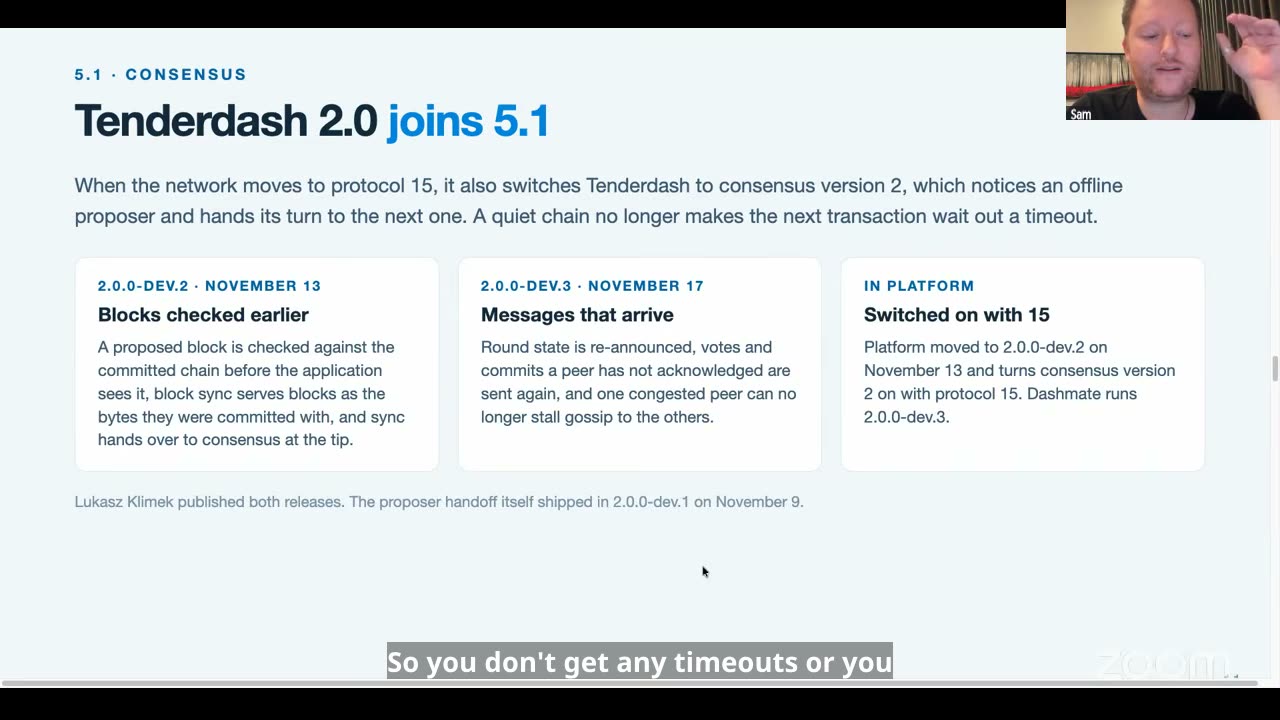 5.1 · CONSENSUS
Tenderdash 2.0 joins 5.1
When the network moves to protocol 15, it also switches Tenderdash to consensus version 2, which notices an offline
proposer and hands its turn to the next one. A quiet chain no longer makes the next transaction wait out a timeout.
2.0.0-DEV.2 · NOVEMBER 13
Blocks checked earlier
A proposed block is checked against the
committed chain before the application
sees it, block sync serves blocks as the
bytes they were committed with, and sync
hands over to consensus at the tip.
2.0.0-DEV.3 · NOVEMBER 17
Messages that arrive
Round state is re-announced, votes and
commits a peer has not acknowledged are
sent again, and one congested peer can no
longer stall gossip to the others.
IN PLATFORM
Switched on with 15
Platform moved to 2.0.0-dev.2 on
November 13 and turns consensus version
2 on with protocol 15. Dashmate runs
2.0.0-dev.3.
Lukasz Klimek published both releases. The proposer handoff itself shipped in 2.0.0-dev.1 on November 9.
Sam
So you don't get any timeouts or you
zoom